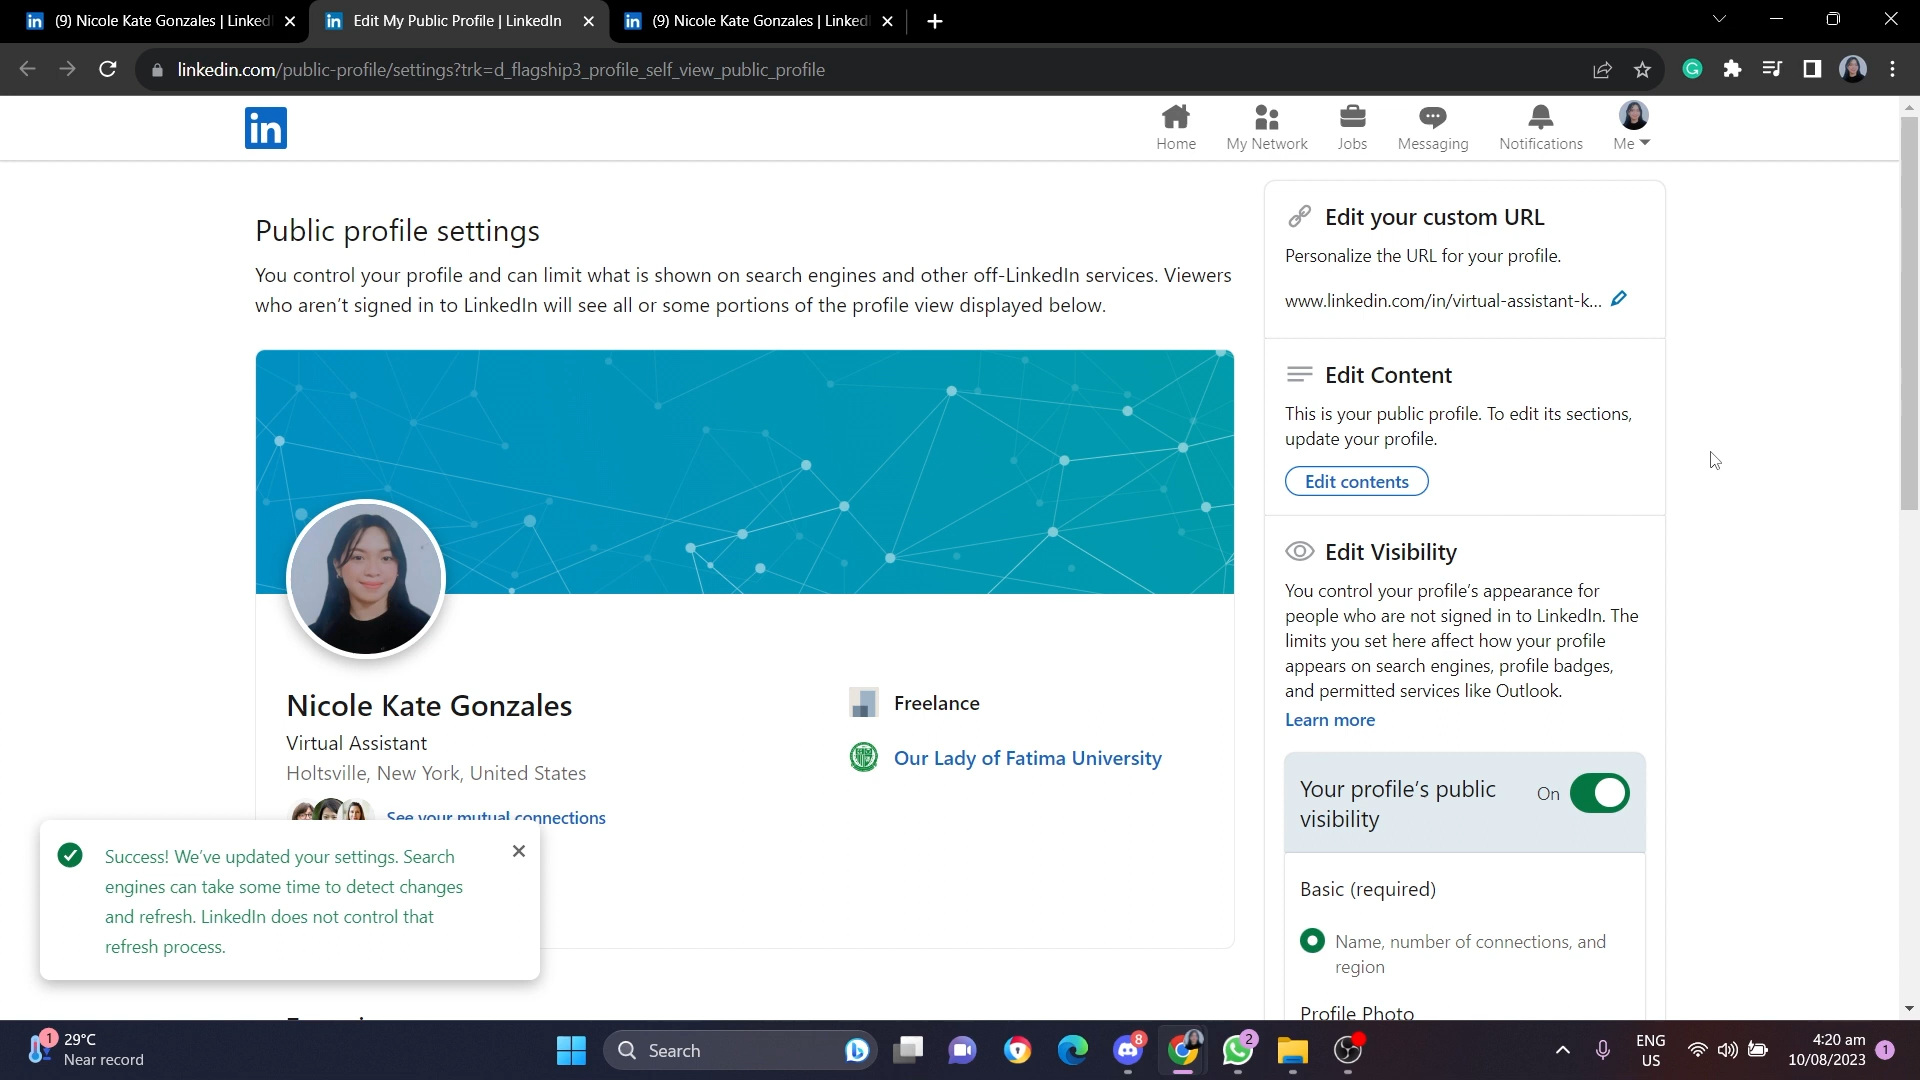 (9) Nicole Kate Gonzales | Linked
Edit My Public Profile | LinkedIn
(9) Nicole Kate Gonzales | Linked
linkedin.com/public-profile/settings?trk=d_flagship3_profile_self_view_public_profile
in
Home
My Network
Jobs
Messaging
Notifications
Me
Public profile settings
You control your profile and can limit what is shown on search engines and other off-LinkedIn services. Viewers
who aren't signed in to LinkedIn will see all or some portions of the profile view displayed below.
Nicole Kate Gonzales
Virtual Assistant
Holtsville, New York, United States
See your mutual connections
Freelance
Our Lady of Fatima University
Success! We've updated your settings. Search
engines can take some time to detect changes
and refresh. LinkedIn does not control that
refresh process.
Edit your custom URL
Personalize the URL for your profile.
www.linkedin.com/in/virtual-assistant-k...
Edit Content
This is your public profile. To edit its sections,
update your profile.
Edit contents
Edit Visibility
You control your profile's appearance for
people who are not signed in to LinkedIn. The
limits you set here affect how your profile
appears on search engines, profile badges,
and permitted services like Outlook.
Learn more
Your profile's public
visibility
On
Basic (required)
Name, number of connections, and
region
Profile Photo
1
29°C
Near record
Search
8
2
ENG
US
4:20 am
10/08/2023
1